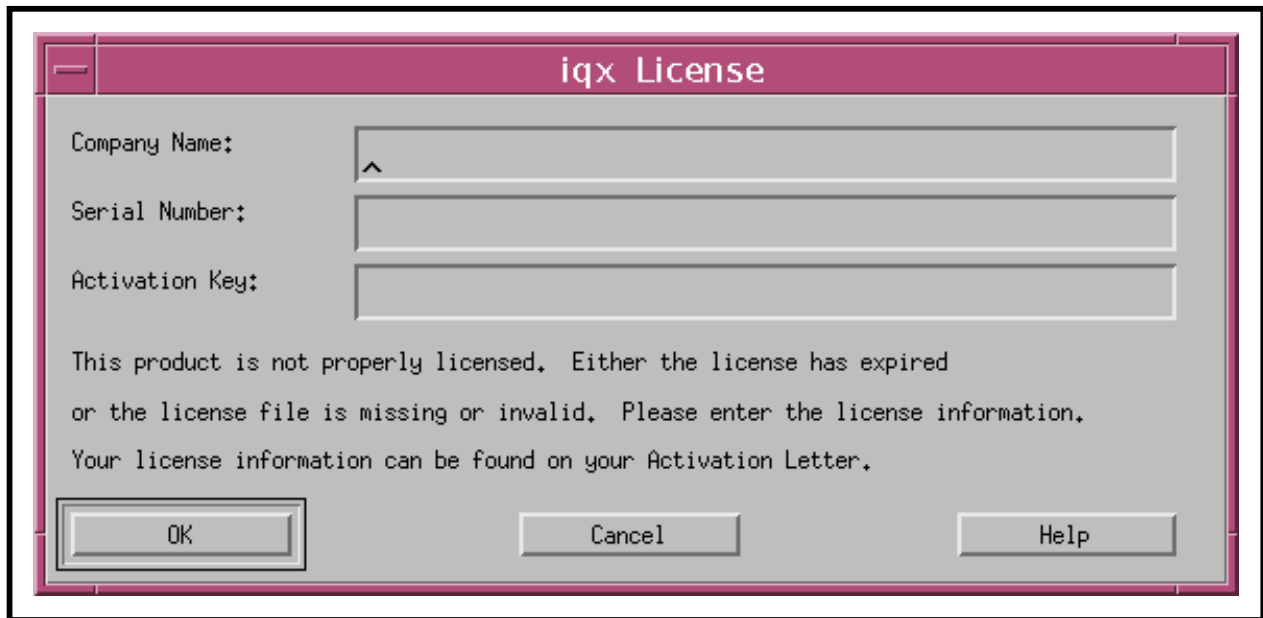 iqx License
Company Name:
^
Serial Number:
Activation Key:
This product is not properly licensed.  Either the license has expired
or the license file is missing or invalid.  Please enter the license information.
Your license information can be found on your Activation Letter.
OK Cancel Help